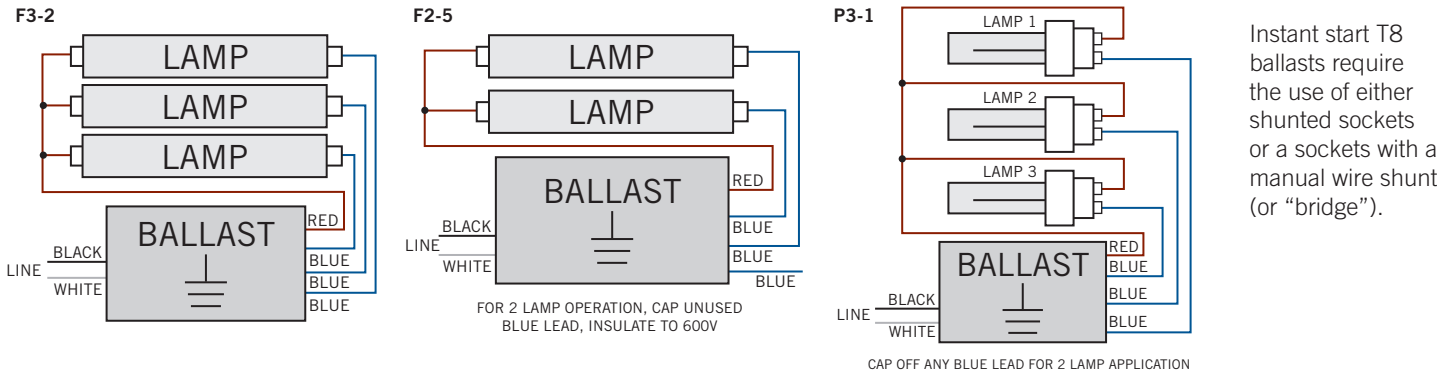 F3-2
LAMP
LAMP
LAMP
BALLAST
RED
BLACK
LINE
WHITE
BLUE
BLUE
BLUE
F2-5
LAMP
LAMP
BALLAST
RED
BLACK
LINE
WHITE
BLUE
BLUE
BLUE
FOR 2 LAMP OPERATION, CAP UNUSED
BLUE LEAD, INSULATE TO 600V
P3-1
LAMP 1
LAMP 2
LAMP 3
BALLAST
RED
BLUE
BLACK
LINE
WHITE
BLUE
BLUE
CAP OFF ANY BLUE LEAD FOR 2 LAMP APPLICATION
Instant start T8
ballasts require
the use of either
shunted sockets
or a sockets with a
manual wire shunt
(or “bridge”).